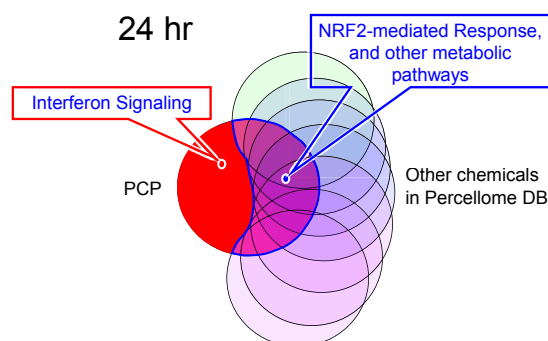 24 hr
NRF2-mediated Response,
and other metabolic
pathways
Interferon Signaling
PCP
Other chemicals
in Percellome DB